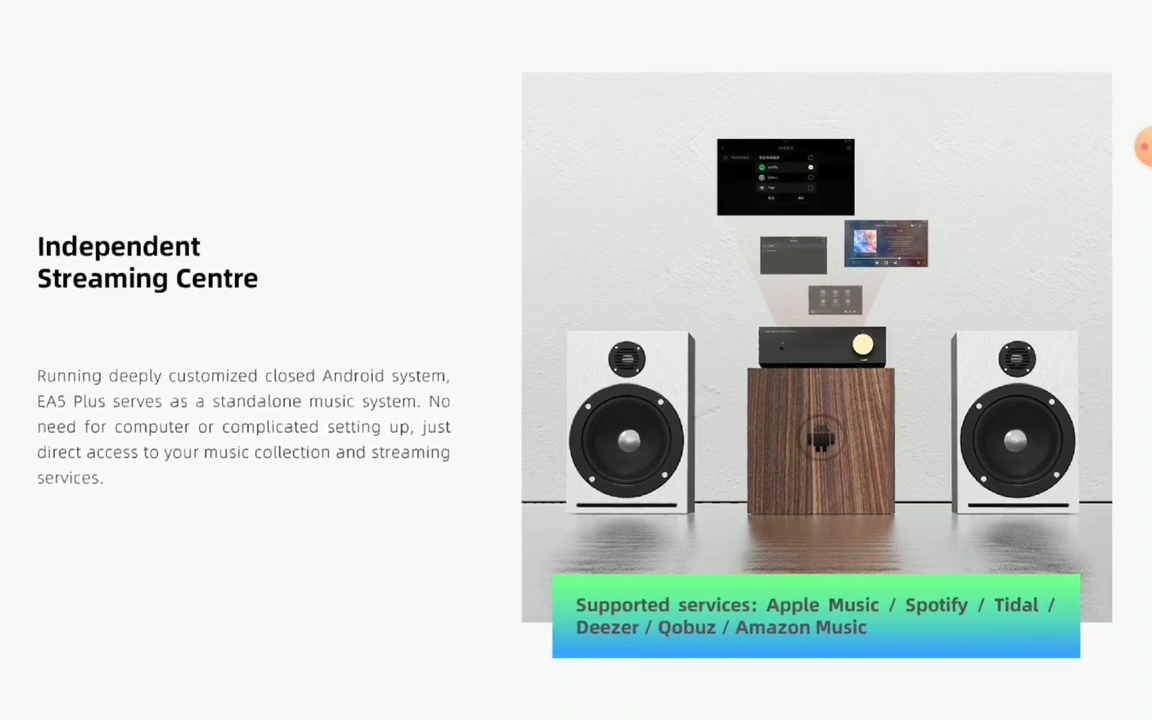 Independent
Streaming Centre
Running deeply customized closed Android system,
EA5 Plus serves as a standalone music system. No
need for computer or complicated setting up, just
direct access to your music collection and streaming
services.
Supported services: Apple Music / Spotify / Tidal /
Deezer / Qobuz / Amazon Music